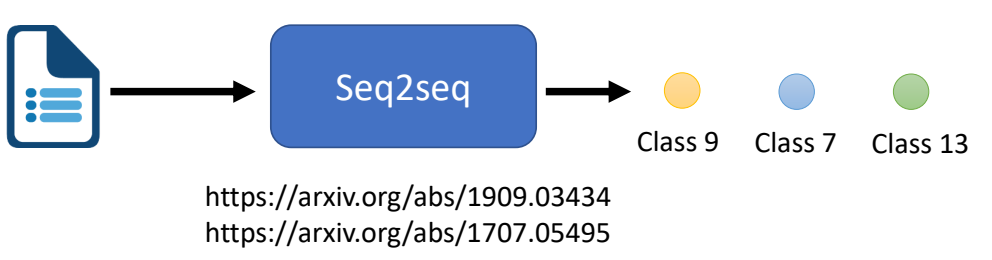 Seq2seq
Class 9
Class 7
Class 13
https://arxiv.org/abs/1909.03434
https://arxiv.org/abs/1707.05495